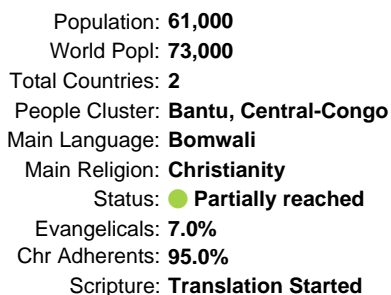 Population: 61,000
World Popl: 73,000
Total Countries: 2
People Cluster: Bantu, Central-Congo
Main Language: Bomwali
Main Religion: Christianity
Status: Partially reached
Evangelicals: 7.0%
Chr Adherents: 95.0%
Scripture: Translation Started